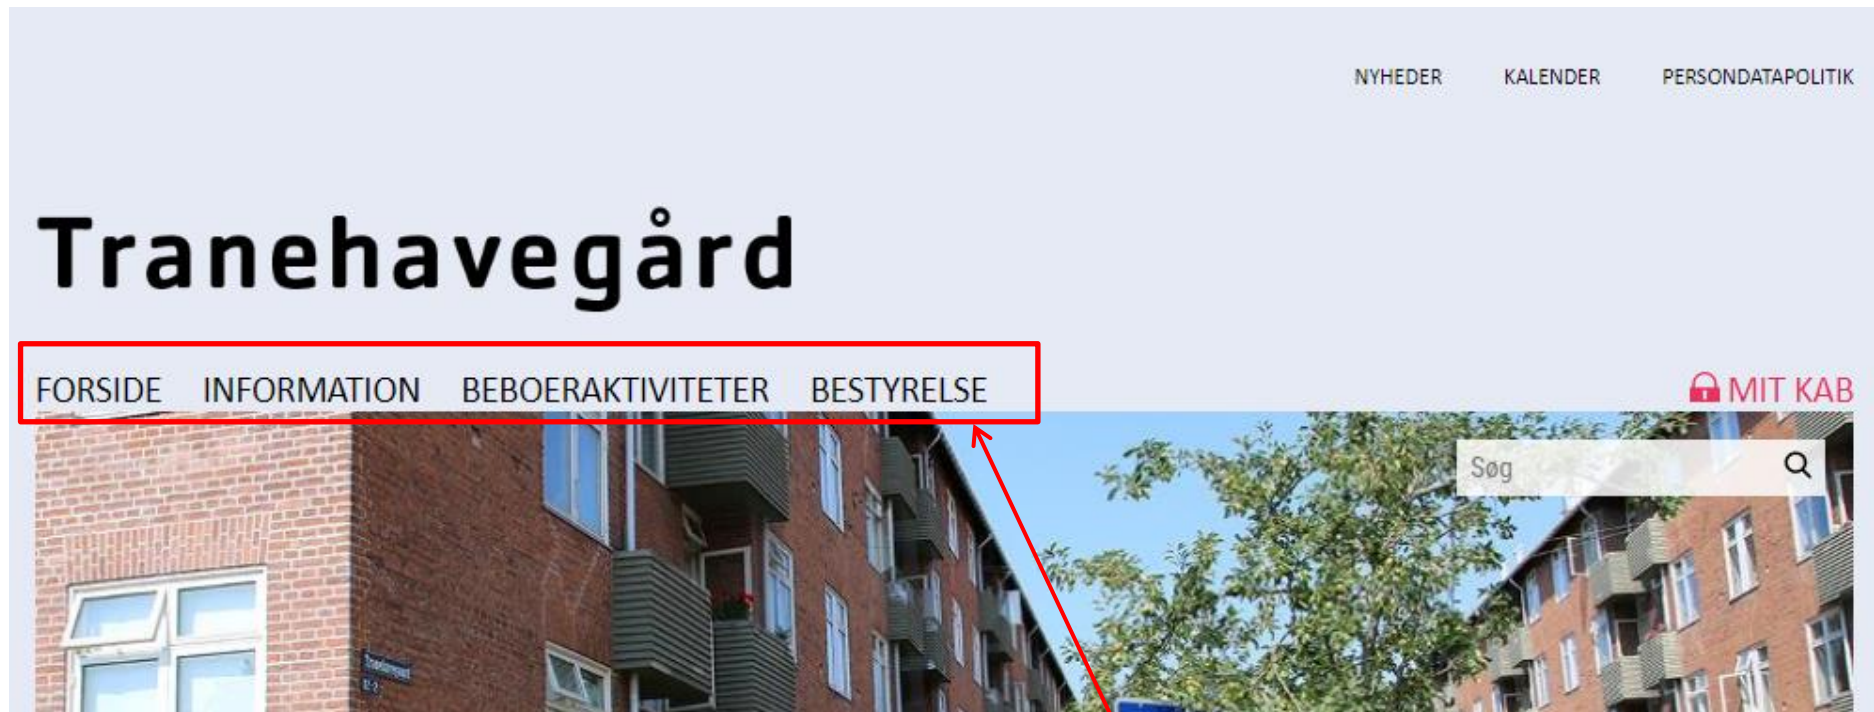 NYHEDER KALENDER PERSONDATAPOLITIK
Tranehavegård
FORSIDE INFORMATION BEBOERAKTIVITETER BESTYRELSE MIT KAB
Søg